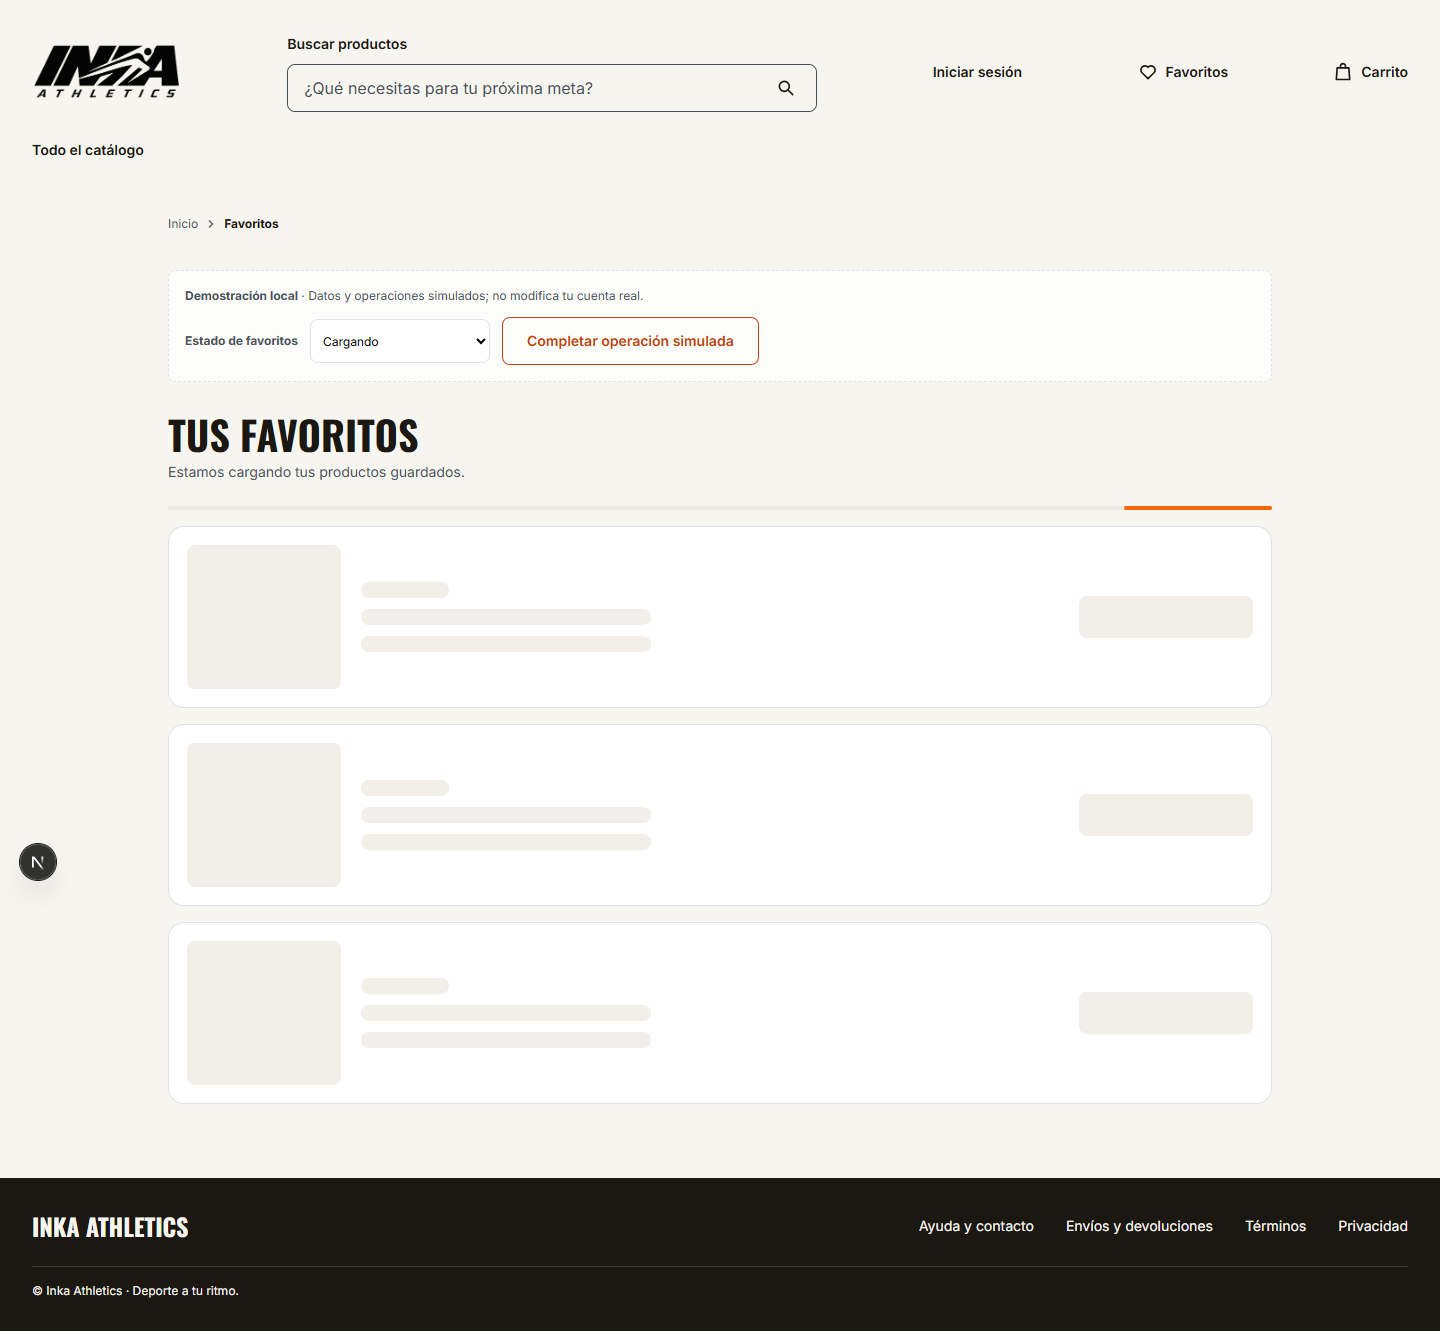 INKA
ATHLETICS
Buscar productos
¿Qué necesitas para tu próxima meta?
Iniciar sesión
Favoritos
Carrito
Todo el catálogo
Inicio > Favoritos
Demostración local · Datos y operaciones simulados; no modifica tu cuenta real.
Estado de favoritos
Cargando
Completar operación simulada
TUS FAVORITOS
Estamos cargando tus productos guardados.
N
INKA ATHLETICS
Ayuda y contacto
Envíos y devoluciones
Términos
Privacidad
© Inka Athletics · Deporte a tu ritmo.